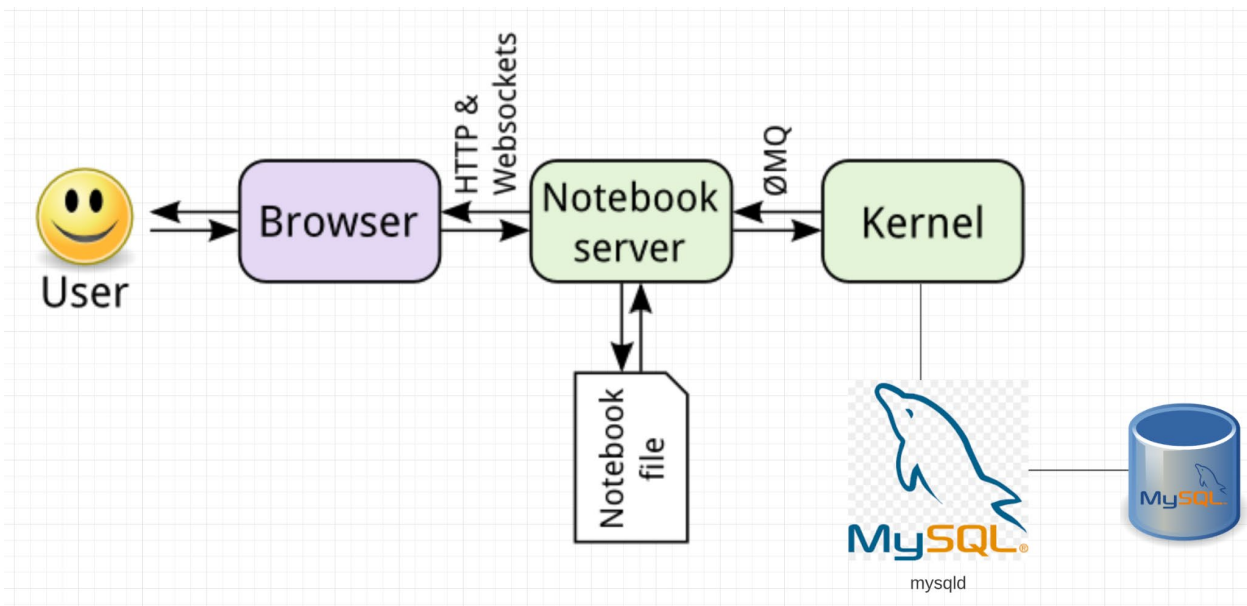 User
Browser
HTTP &
Websockets
Notebook
server
ØMQ
Kernel
Notebook
file
MySQL®
mysqld
MySQL